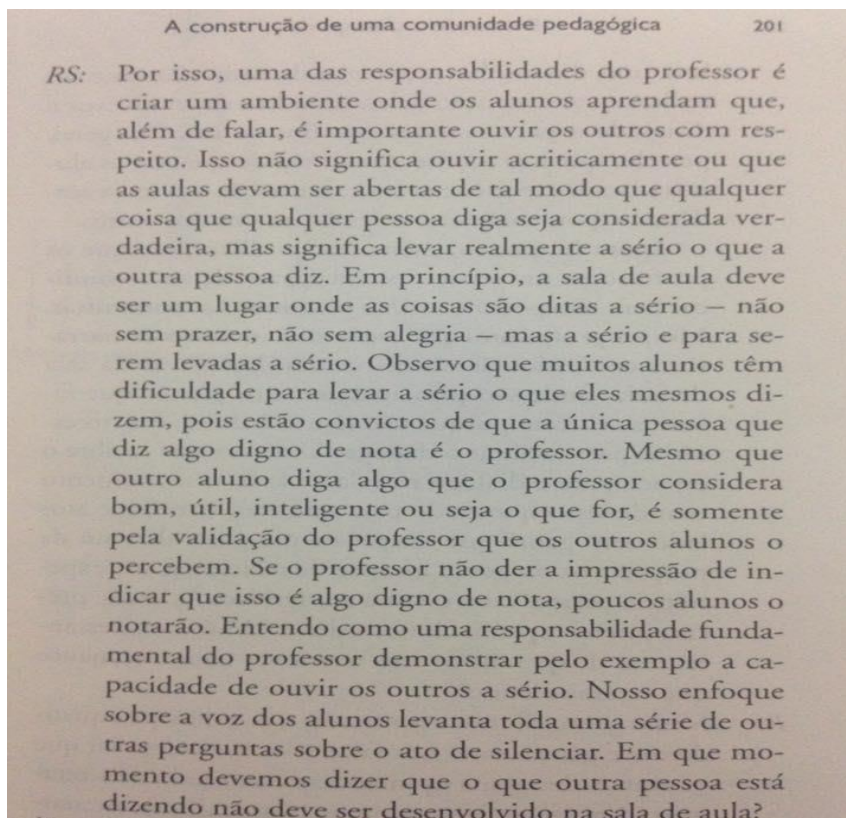 A construção de uma comunidade pedagógica 201
RS: Por isso, uma das responsabilidades do professor é
criar um ambiente onde os alunos aprendam que,
além de falar, é importante ouvir os outros com res-
peito. Isso não significa ouvir acriticamente ou que
as aulas devam ser abertas de tal modo que qualquer
coisa que qualquer pessoa diga seja considerada ver-
dadeira, mas significa levar realmente a sério o que a
outra pessoa diz. Em princípio, a sala de aula deve
ser um lugar onde as coisas são ditas a sério – não
sem prazer, não sem alegria – mas a sério e para se-
rem levadas a sério. Observo que muitos alunos têm
dificuldade para levar a sério o que eles mesmos di-
zem, pois estão convictos de que a única pessoa que
diz algo digno de nota é o professor. Mesmo que
outro aluno diga algo que o professor considera
bom, útil, inteligente ou seja o que for, é somente
pela validação do professor que os outros alunos o
percebem. Se o professor não der a impressão de in-
dicar que isso é algo digno de nota, poucos alunos o
notarão. Entendo como uma responsabilidade funda-
mental do professor demonstrar pelo exemplo a ca-
pacidade de ouvir os outros a sério. Nosso enfoque
sobre a voz dos alunos levanta toda uma série de ou-
tras perguntas sobre o ato de silenciar. Em que mo-
mento devemos dizer que o que outra pessoa está
dizendo não deve ser desenvolvido na sala de aula?